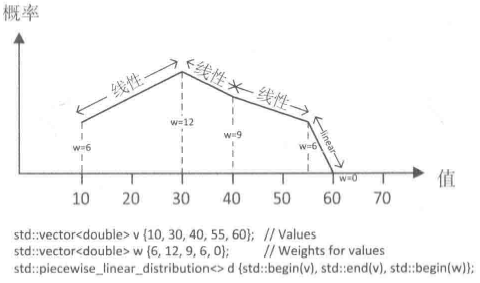 概率
线性
线性
线性
linear
w=6
w=12
w=9
w=6
w=0
值
10 20 30 40 50 60 70
std::vector<double> v {10, 30, 40, 55, 60}; // Values
std::vector<double> w {6, 12, 9, 6, 0}; // Weights for values
std::piecewise_linear_distribution<> d {std::begin(v), std::end(v), std::begin(w)};